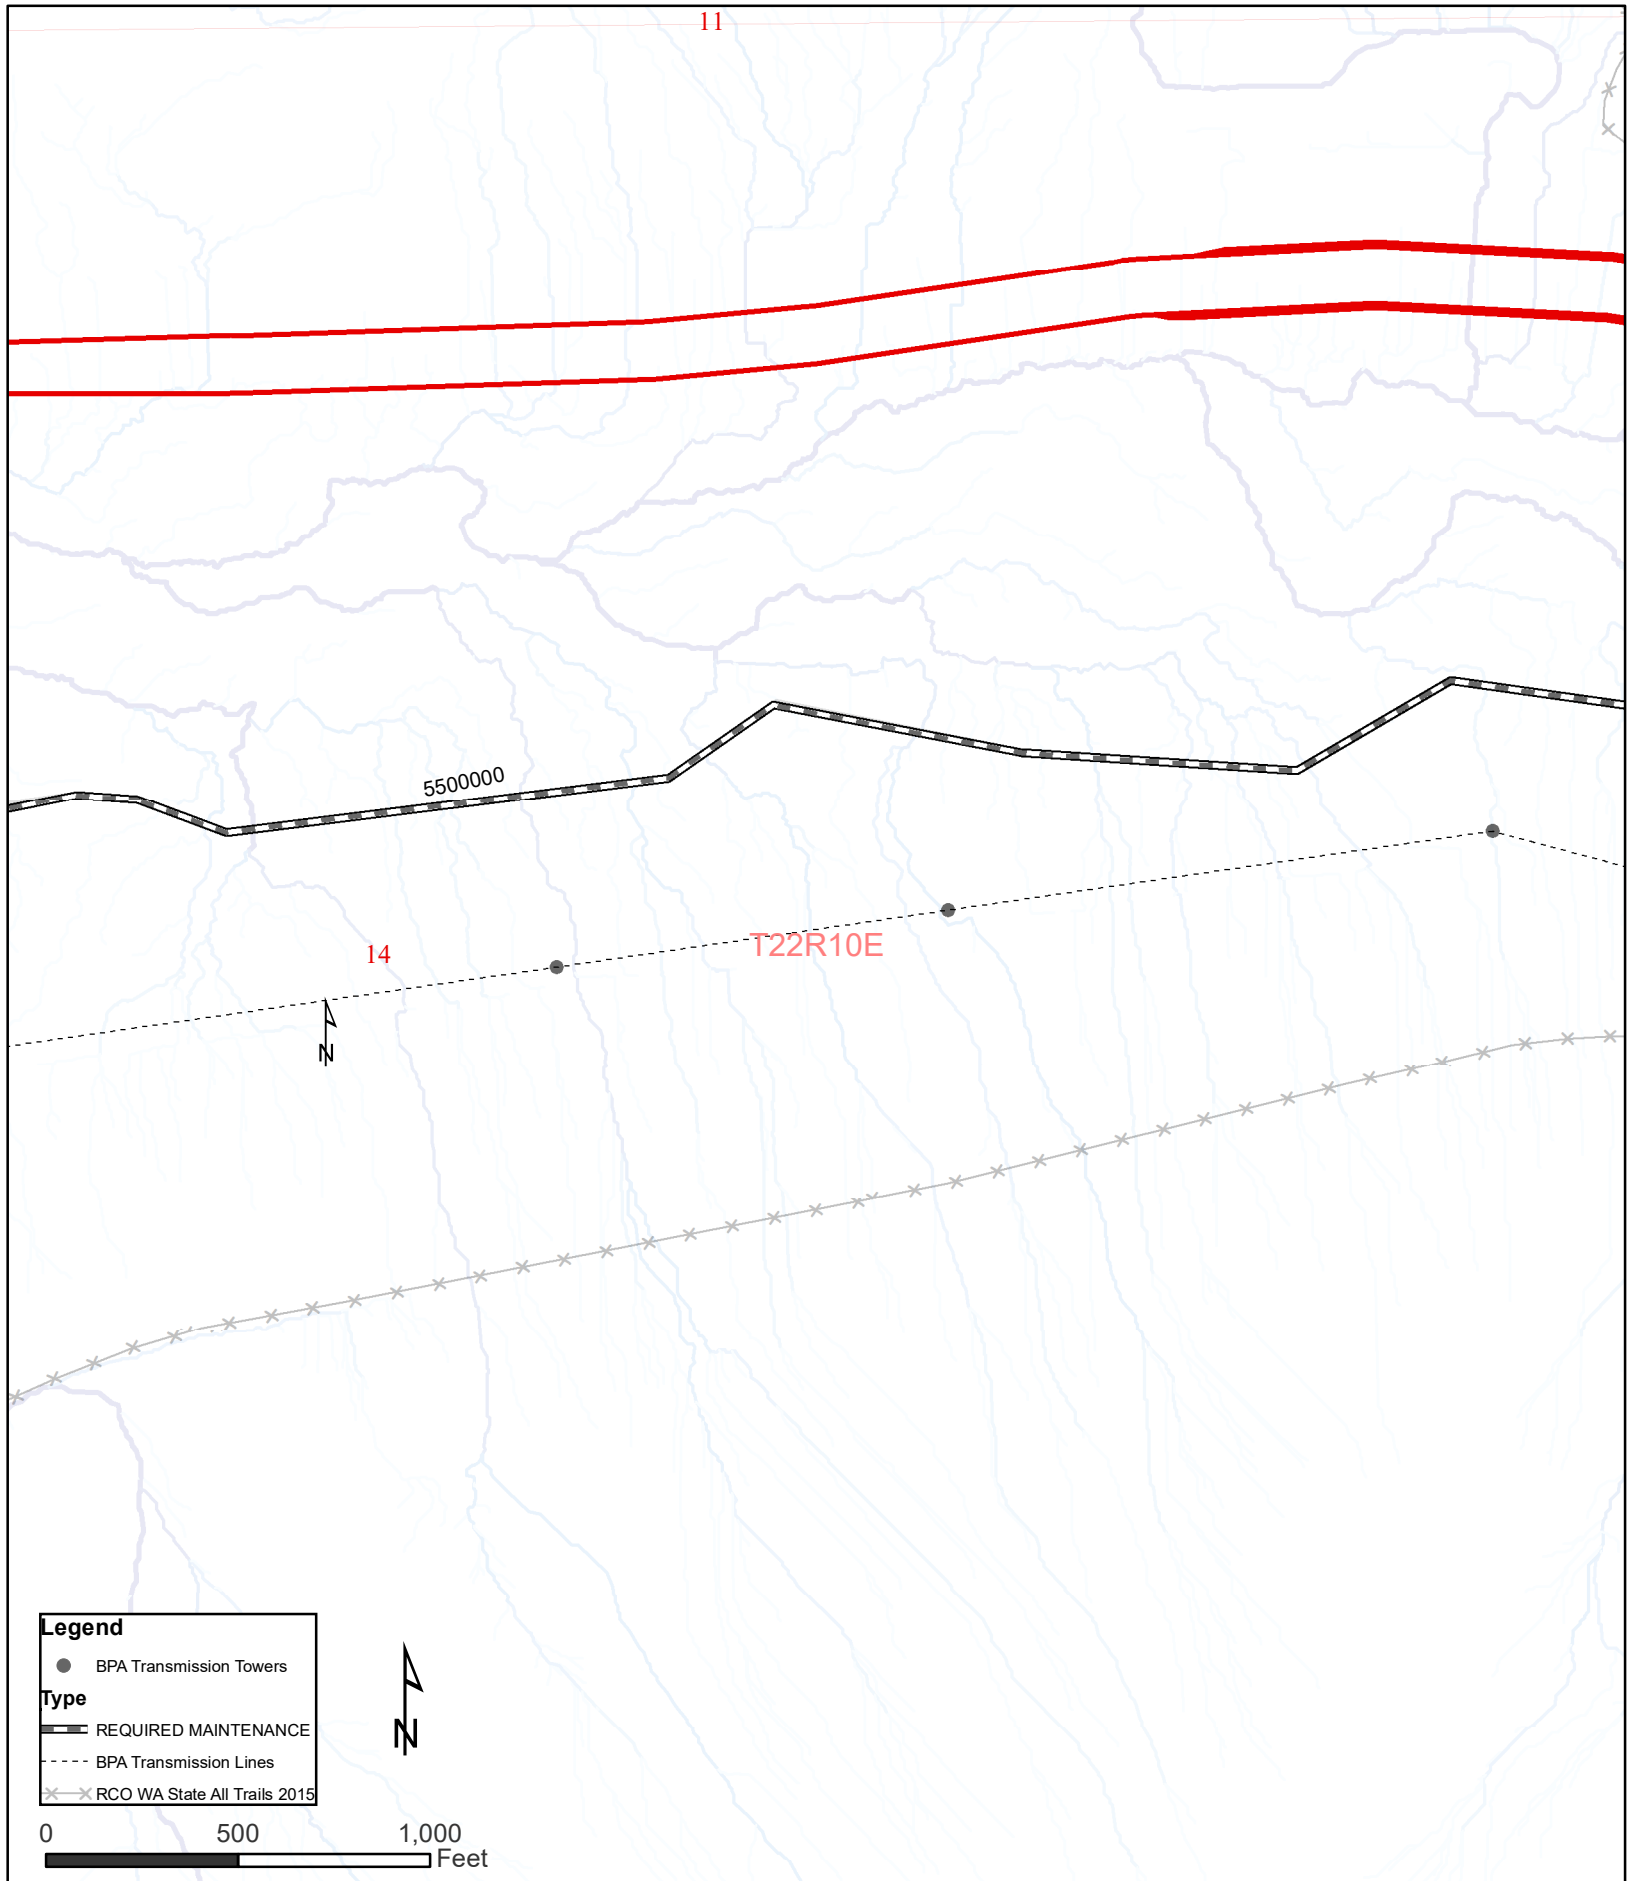 11
5500000
14
T22R10E
N
Legend
BPA Transmission Towers
Type
REQUIRED MAINTENANCE
BPA Transmission Lines
RCO WA State All Trails 2015
N
0 500 1,000
Feet